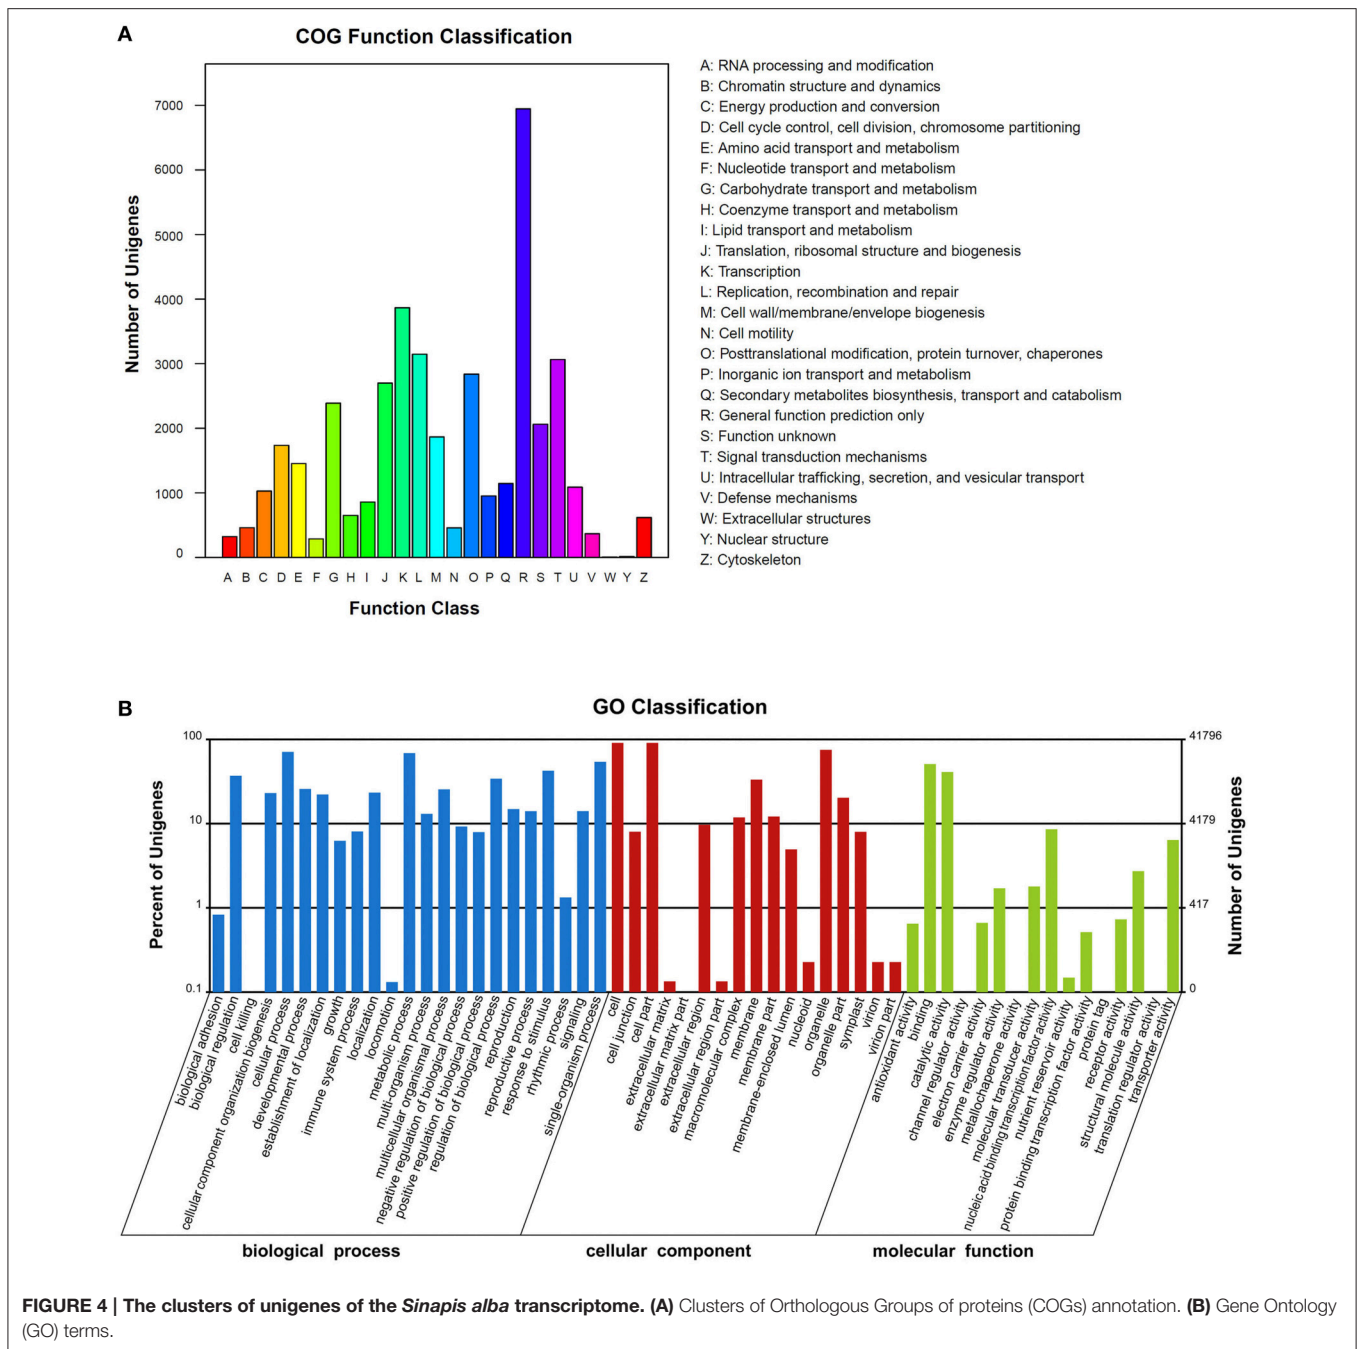 A
COG Function Classification
Number of Unigenes
7000
6000
5000
4000
3000
2000
1000
0
A B C D E F G H I J K L M N O P Q R S T U V W Y Z
Function Class
A: RNA processing and modification
B: Chromatin structure and dynamics
C: Energy production and conversion
D: Cell cycle control, cell division, chromosome partitioning
E: Amino acid transport and metabolism
F: Nucleotide transport and metabolism
G: Carbohydrate transport and metabolism
H: Coenzyme transport and metabolism
I: Lipid transport and metabolism
J: Translation, ribosomal structure and biogenesis
K: Transcription
L: Replication, recombination and repair
M: Cell wall/membrane/envelope biogenesis
N: Cell motility
O: Posttranslational modification, protein turnover, chaperones
P: Inorganic ion transport and metabolism
Q: Secondary metabolites biosynthesis, transport and catabolism
R: General function prediction only
S: Function unknown
T: Signal transduction mechanisms
U: Intracellular trafficking, secretion, and vesicular transport
V: Defense mechanisms
W: Extracellular structures
Y: Nuclear structure
Z: Cytoskeleton
B
GO Classification
Percent of Unigenes
100
10
1
0.1
41796
4179
417
0
Number of Unigenes
biological adhesion
biological regulation
cell killing
cellular component organization biogenesis
cellular process
developmental process
establishment of localization
growth
immune system process
localization
locomotion
metabolic process
multi-organism process
multicellular organismal process
negative regulation of biological process
positive regulation of biological process
regulation of biological process
reproduction
reproductive process
response to stimulus
rhythmic process
signaling
single-organism process
cell
cell junction
cell part
extracellular matrix
extracellular matrix part
extracellular region
extracellular region part
macromolecular complex
membrane
membrane part
membrane-enclosed lumen
nucleoid
organelle
organelle part
symplast
virion
virion part
antioxidant activity
binding
catalytic activity
channel regulator activity
electron carrier activity
enzyme regulator activity
metallochaperone activity
molecular transducer activity
nucleic acid binding transcription factor activity
nutrient reservoir activity
protein binding transcription factor activity
protein tag
receptor activity
structural molecule activity
translation regulator activity
transporter activity
biological process
cellular component
molecular function
FIGURE 4 | The clusters of unigenes of the Sinapis alba transcriptome. (A) Clusters of Orthologous Groups of proteins (COGs) annotation. (B) Gene Ontology
(GO) terms.